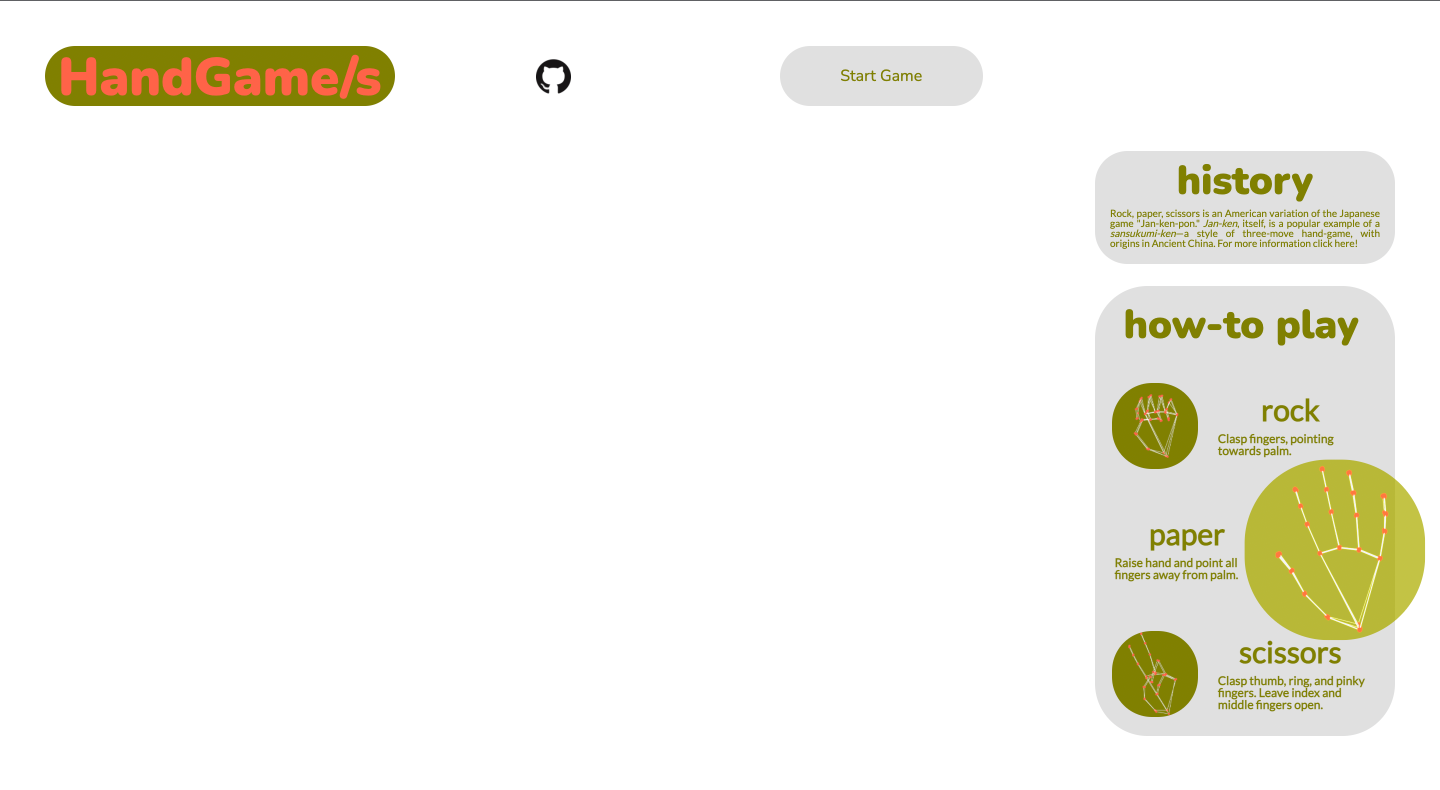 HandGame/s
Start Game
history
Rock, paper, scissors is an American variation of the Japanese
game "Jan-ken-pon." Jan-ken, itself, is a popular example of a
sansukumi-ken—a style of three-move hand-game, with
origins in Ancient China. For more information click here!
how-to play
rock
Clasp fingers, pointing
towards palm.
paper
Raise hand and point all
fingers away from palm.
scissors
Clasp thumb, ring, and pinky
fingers. Leave index and
middle fingers open.